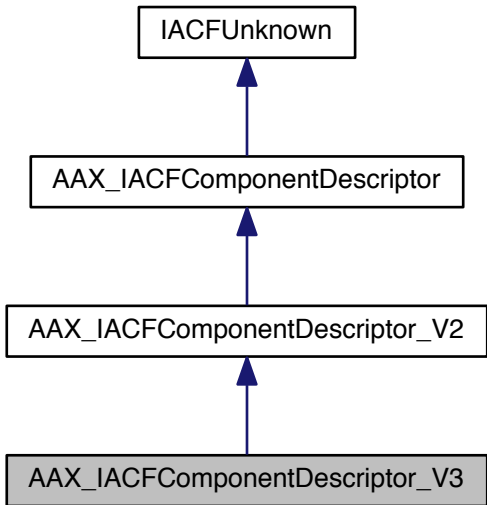 IACFUnknown
AAX_IACFComponentDescriptor
AAX_IACFComponentDescriptor_V2
AAX_IACFComponentDescriptor_V3